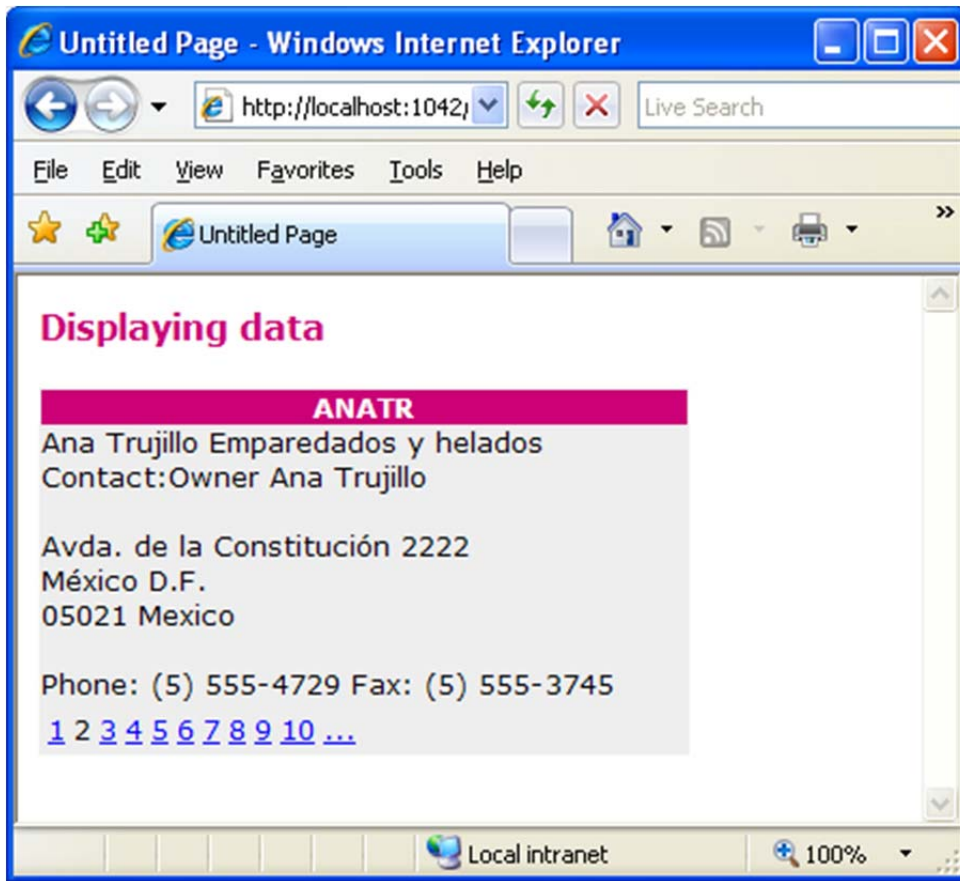 Untitled Page - Windows Internet Explorer
http://localhost:1042/
Live Search
File Edit View Favorites Tools Help
Untitled Page
»
Displaying data
ANATR
Ana Trujillo Emparedados y helados
Contact:Owner Ana Trujillo
Avda. de la Constitución 2222
México D.F.
05021 Mexico
Phone: (5) 555-4729 Fax: (5) 555-3745
1 2 3 4 5 6 7 8 9 10 ...
Local intranet
100%